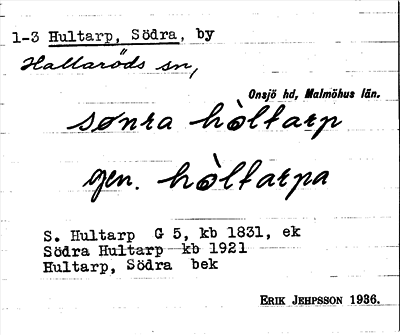 1-3 Hultarp, Södra, by
Hallaröds sn,
Onsjö hd, Malmöhus län.
sønra hòltarp
gen. hòltarpa
S. Hultarp G 5, kb 1831, ek
Södra Hultarp kb 1921
Hultarp, Södra bek
ERIK JEHPSSON 1936.